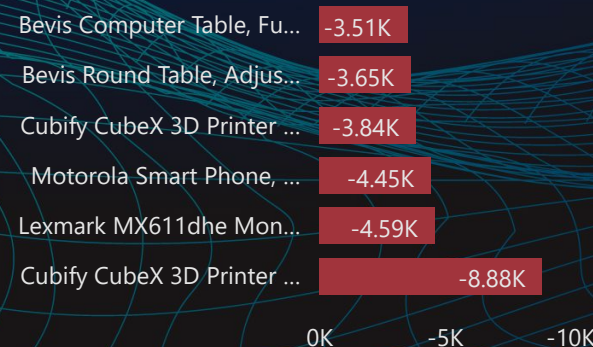 Bevis Computer Table, Fu... -3.51K
Bevis Round Table, Adjus... -3.65K
Cubify CubeX 3D Printer ... -3.84K
Motorola Smart Phone, ... -4.45K
Lexmark MX611dhe Mon... -4.59K
Cubify CubeX 3D Printer ... -8.88K
0K -5K -10K